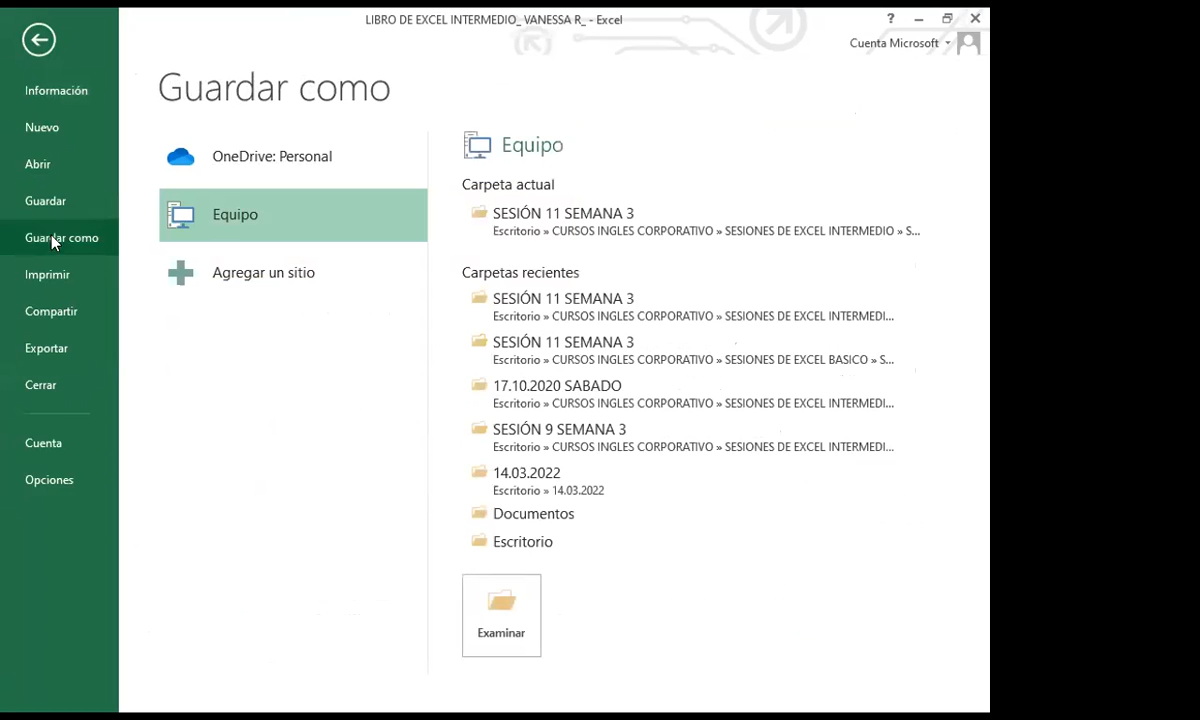 LIBRO DE EXCEL INTERMEDIO_ VANESSA R_ - Excel
?
Cuenta Microsoft
Información
Nuevo
Abrir
Guardar
Guardar como
Imprimir
Compartir
Exportar
Cerrar
Cuenta
Opciones
Guardar como
OneDrive: Personal
Equipo
Agregar un sitio
Equipo
Carpeta actual
SESIÓN 11 SEMANA 3
Escritorio » CURSOS INGLES CORPORATIVO » SESIONES DE EXCEL INTERMEDIO » S...
Carpetas recientes
SESIÓN 11 SEMANA 3
Escritorio » CURSOS INGLES CORPORATIVO » SESIONES DE EXCEL INTERMEDI...
SESIÓN 11 SEMANA 3
Escritorio » CURSOS INGLES CORPORATIVO » SESIONES DE EXCEL BASICO » S...
17.10.2020 SABADO
Escritorio » CURSOS INGLES CORPORATIVO » SESIONES DE EXCEL INTERMEDI...
SESIÓN 9 SEMANA 3
Escritorio » CURSOS INGLES CORPORATIVO » SESIONES DE EXCEL INTERMEDI...
14.03.2022
Escritorio » 14.03.2022
Documentos
Escritorio
Examinar